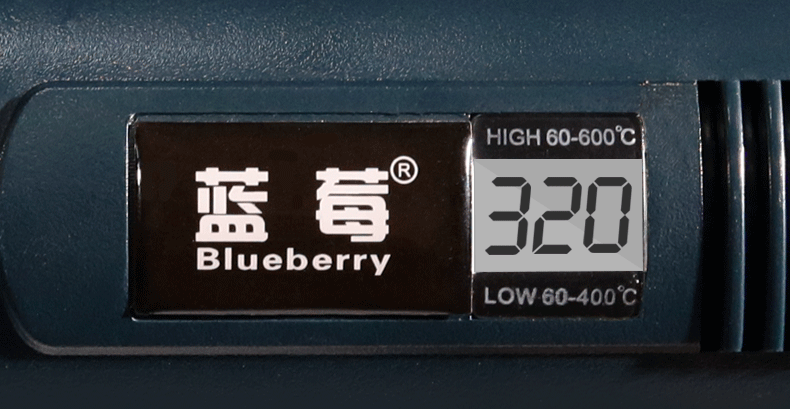 蓝莓®
Blueberry
HIGH 60-600℃
320
LOW 60-400℃